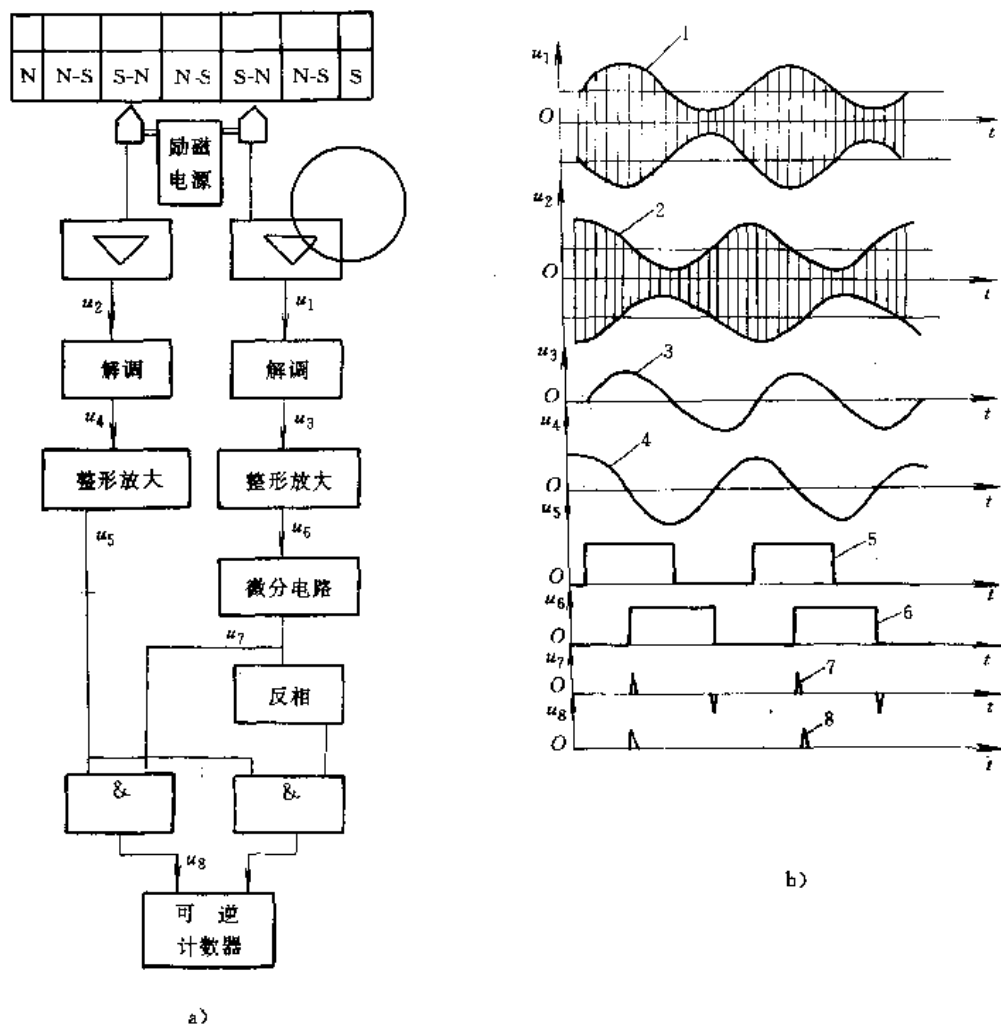 N N-S S-N N-S S-N N-S S
励磁
电源
u2 u1
解调 解调
u4 u3
整形放大 整形放大
u5 u6
微分电路
u7
反相
& &
u8
可 逆
计数器
a)
u1 1
O t
u2 2
O t
u3 3
O t
u4 4
O t
u5 5
O t
u6 6
O t
u7 7
O t
u8 8
O t
b)